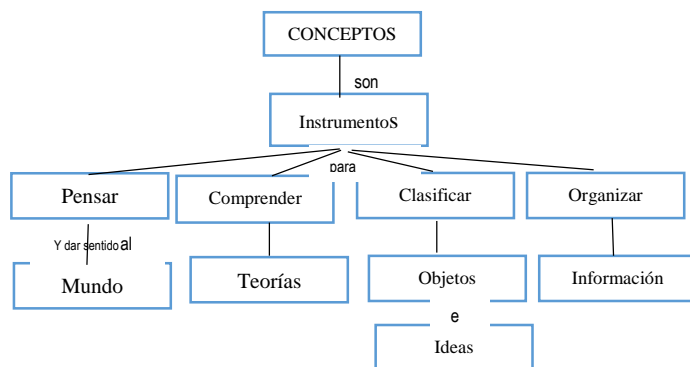 CONCEPTOS
son
InstrumentoS
para
Pensar
Comprender
Clasificar
Organizar
Y dar sentido al
Mundo
Teorías
Objetos
Información
e
Ideas